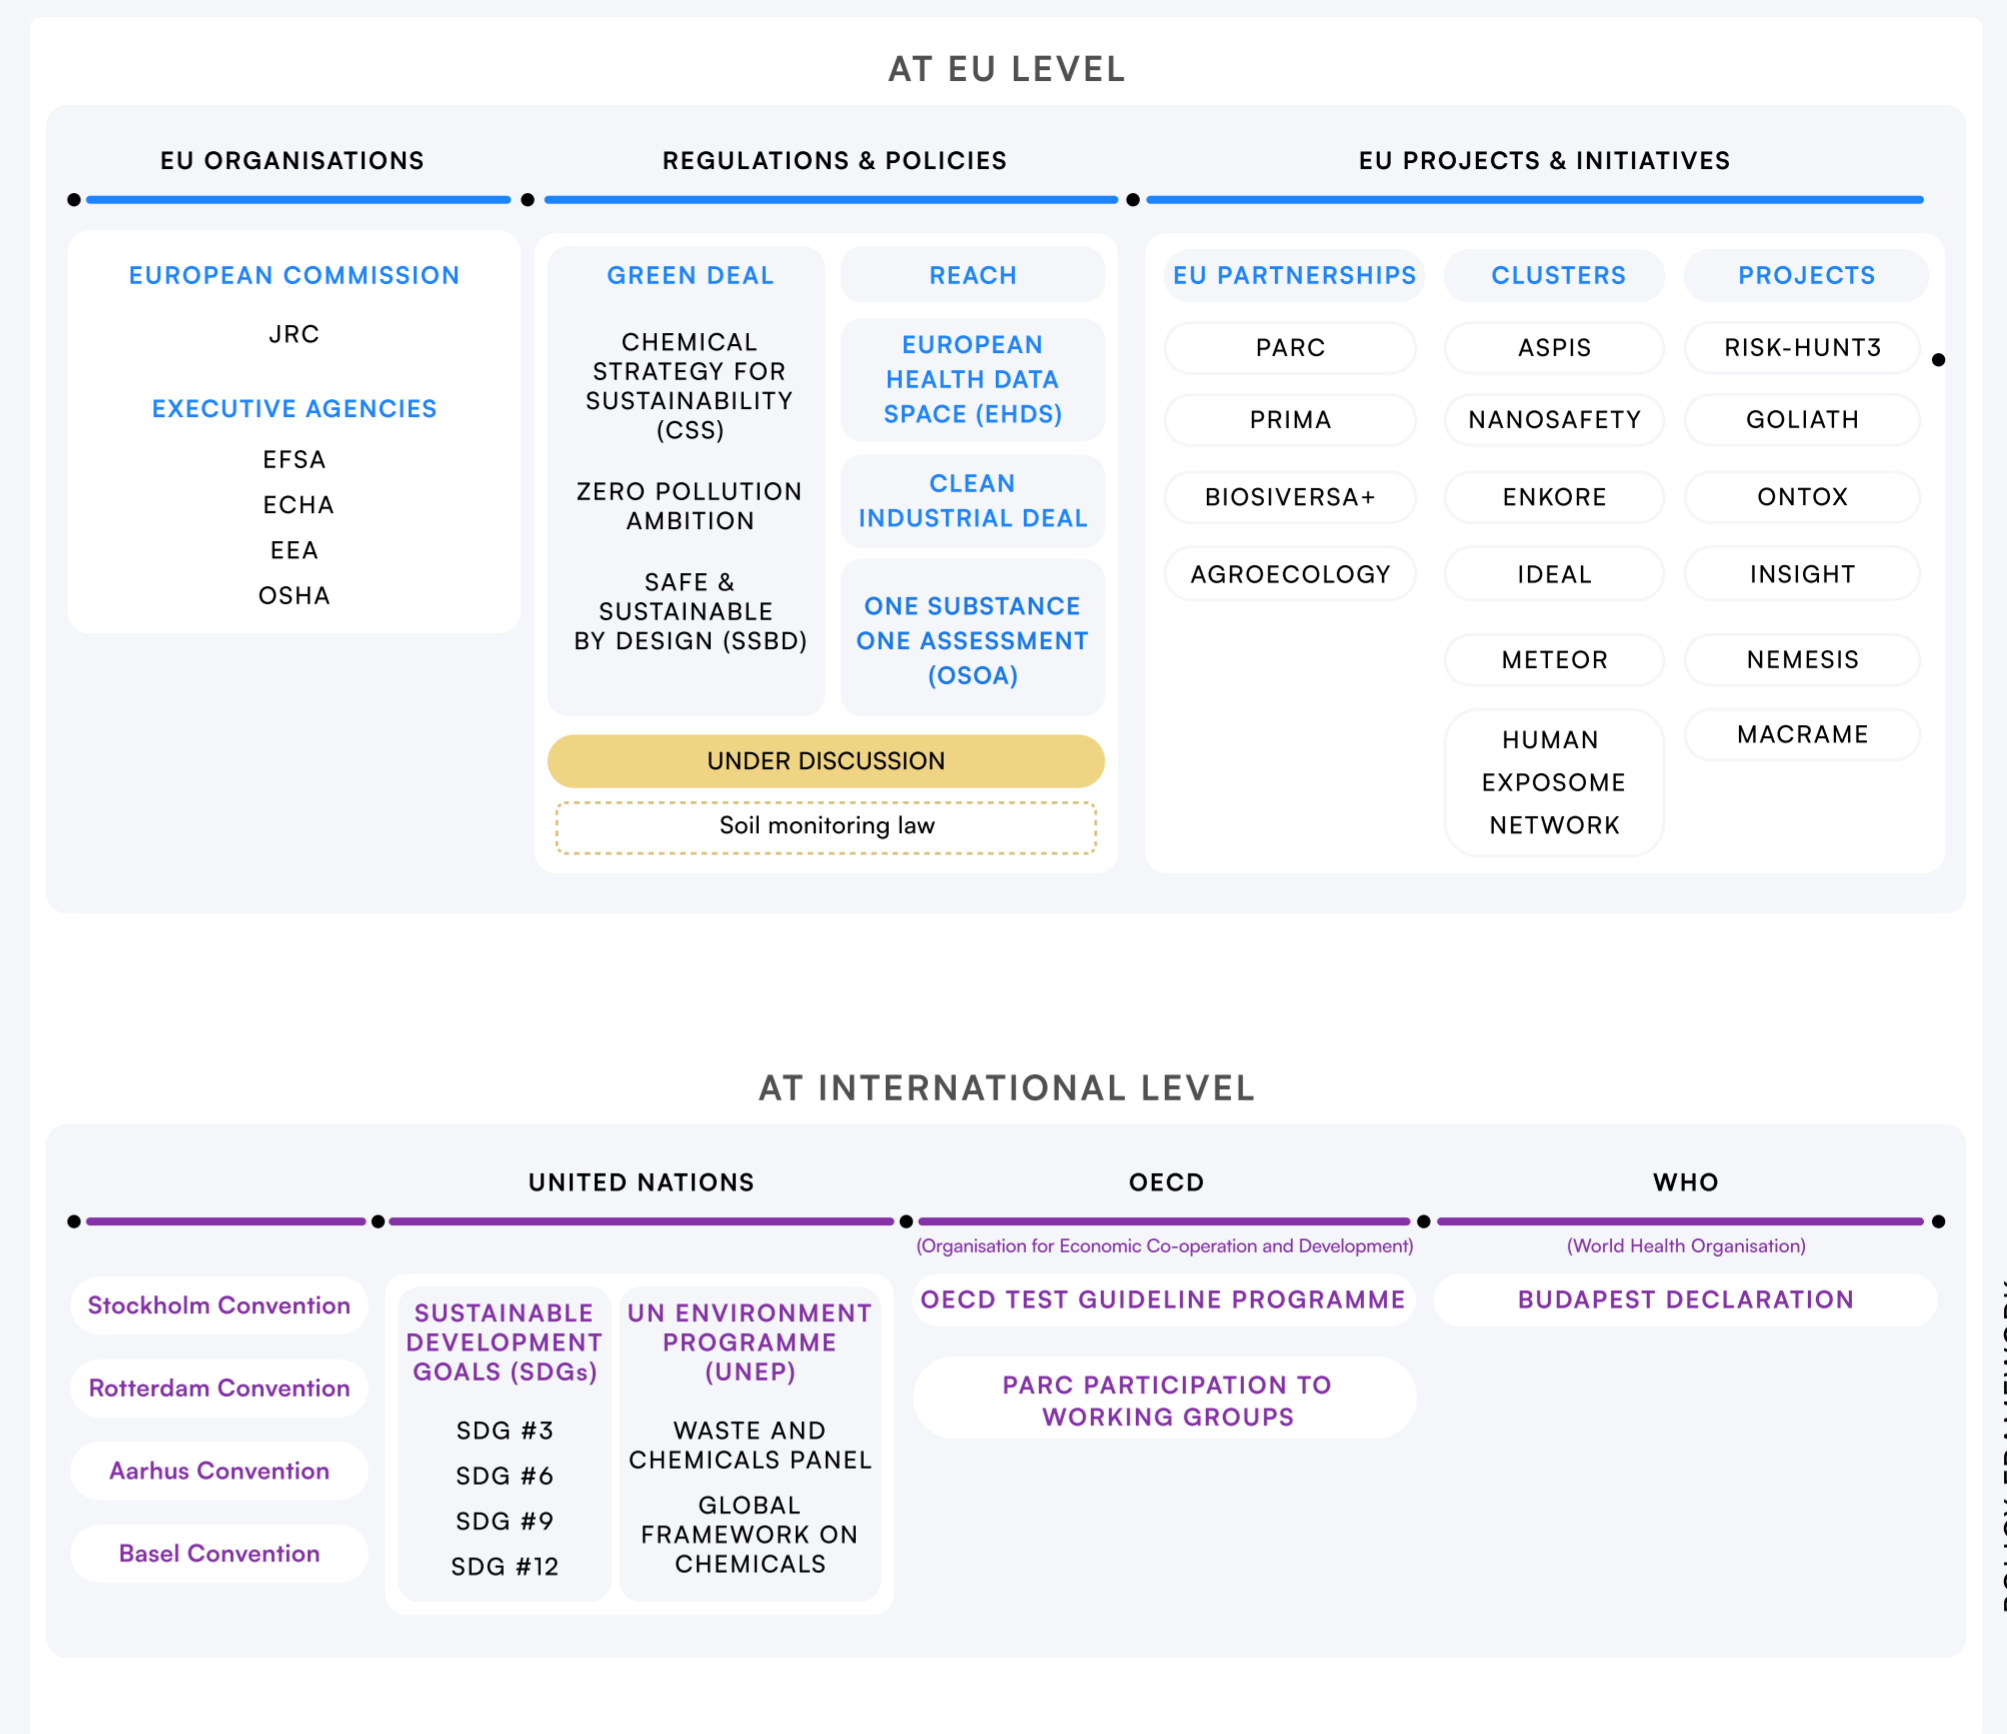 AT EU LEVEL
EU ORGANISATIONS
EUROPEAN COMMISSION
JRC
EXECUTIVE AGENCIES
EFSA
ECHA
EEA
OSHA
REGULATIONS & POLICIES
GREEN DEAL
CHEMICAL
STRATEGY FOR
SUSTAINABILITY
(CSS)
ZERO POLLUTION
AMBITION
SAFE &
SUSTAINABLE
BY DESIGN (SSBD)
REACH
EUROPEAN
HEALTH DATA
SPACE (EHDS)
CLEAN
INDUSTRIAL DEAL
ONE SUBSTANCE
ONE ASSESSMENT
(OSOA)
UNDER DISCUSSION
Soil monitoring law
EU PROJECTS & INITIATIVES
EU PARTNERSHIPS
PARC
PRIMA
BIOSIVERSA+
AGROECOLOGY
CLUSTERS
ASPIS
NANOSAFETY
ENKORE
IDEAL
METEOR
HUMAN
EXPOSOME
NETWORK
PROJECTS
RISK-HUNT3
GOLIATH
ONTOX
INSIGHT
NEMESIS
MACRAME
AT INTERNATIONAL LEVEL
Stockholm Convention
Rotterdam Convention
Aarhus Convention
Basel Convention
UNITED NATIONS
SUSTAINABLE
DEVELOPMENT
GOALS (SDGs)
SDG #3
SDG #6
SDG #9
SDG #12
UN ENVIRONMENT
PROGRAMME
(UNEP)
WASTE AND
CHEMICALS PANEL
GLOBAL
FRAMEWORK ON
CHEMICALS
OECD
(Organisation for Economic Co-operation and Development)
OECD TEST GUIDELINE PROGRAMME
PARC PARTICIPATION TO
WORKING GROUPS
WHO
(World Health Organisation)
BUDAPEST DECLARATION